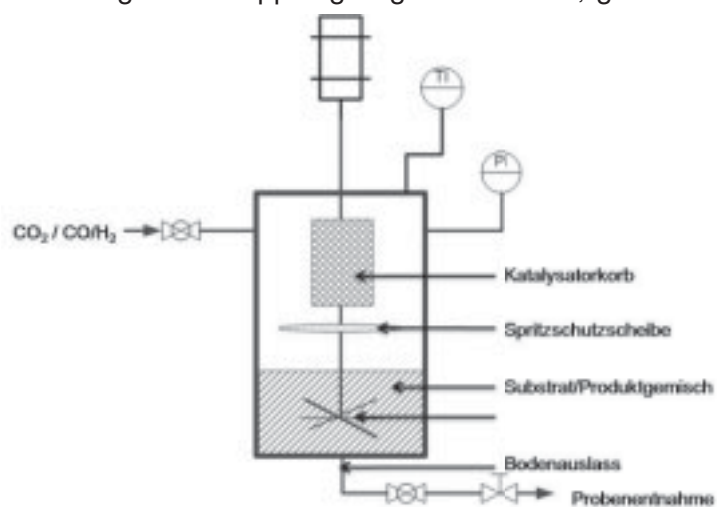 TI
PI
CO₂ / CO/H₂
Katalysatorkorb
Spritzschutzscheibe
Substrat/Produktgemisch
Bodenauslass
Probenentnahme